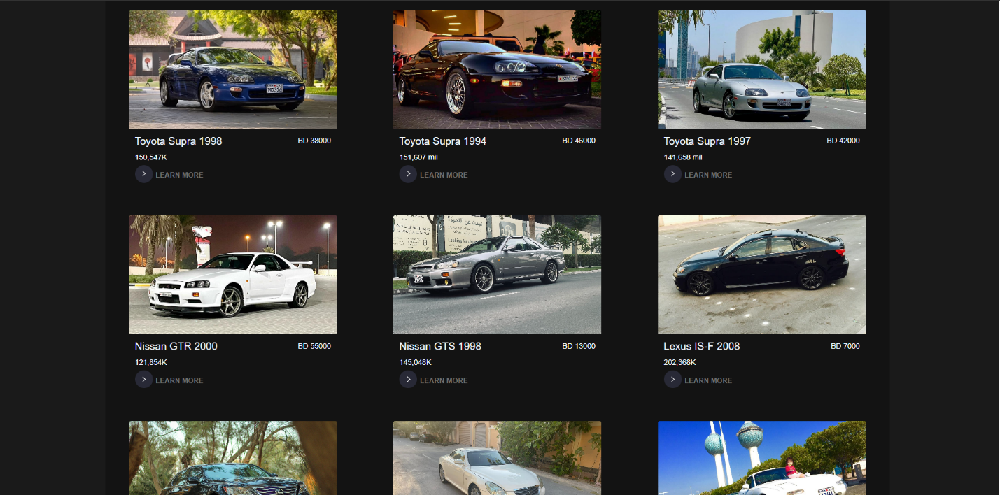 Toyota Supra 1998 BD 38000
150,547K
LEARN MORE
Toyota Supra 1994 BD 46000
151,607 mil
LEARN MORE
Toyota Supra 1997 BD 42000
141,658 mil
LEARN MORE
Nissan GTR 2000 BD 55000
121,854K
LEARN MORE
Nissan GTS 1998 BD 13000
145,048K
LEARN MORE
Lexus IS-F 2008 BD 7000
202,368K
LEARN MORE